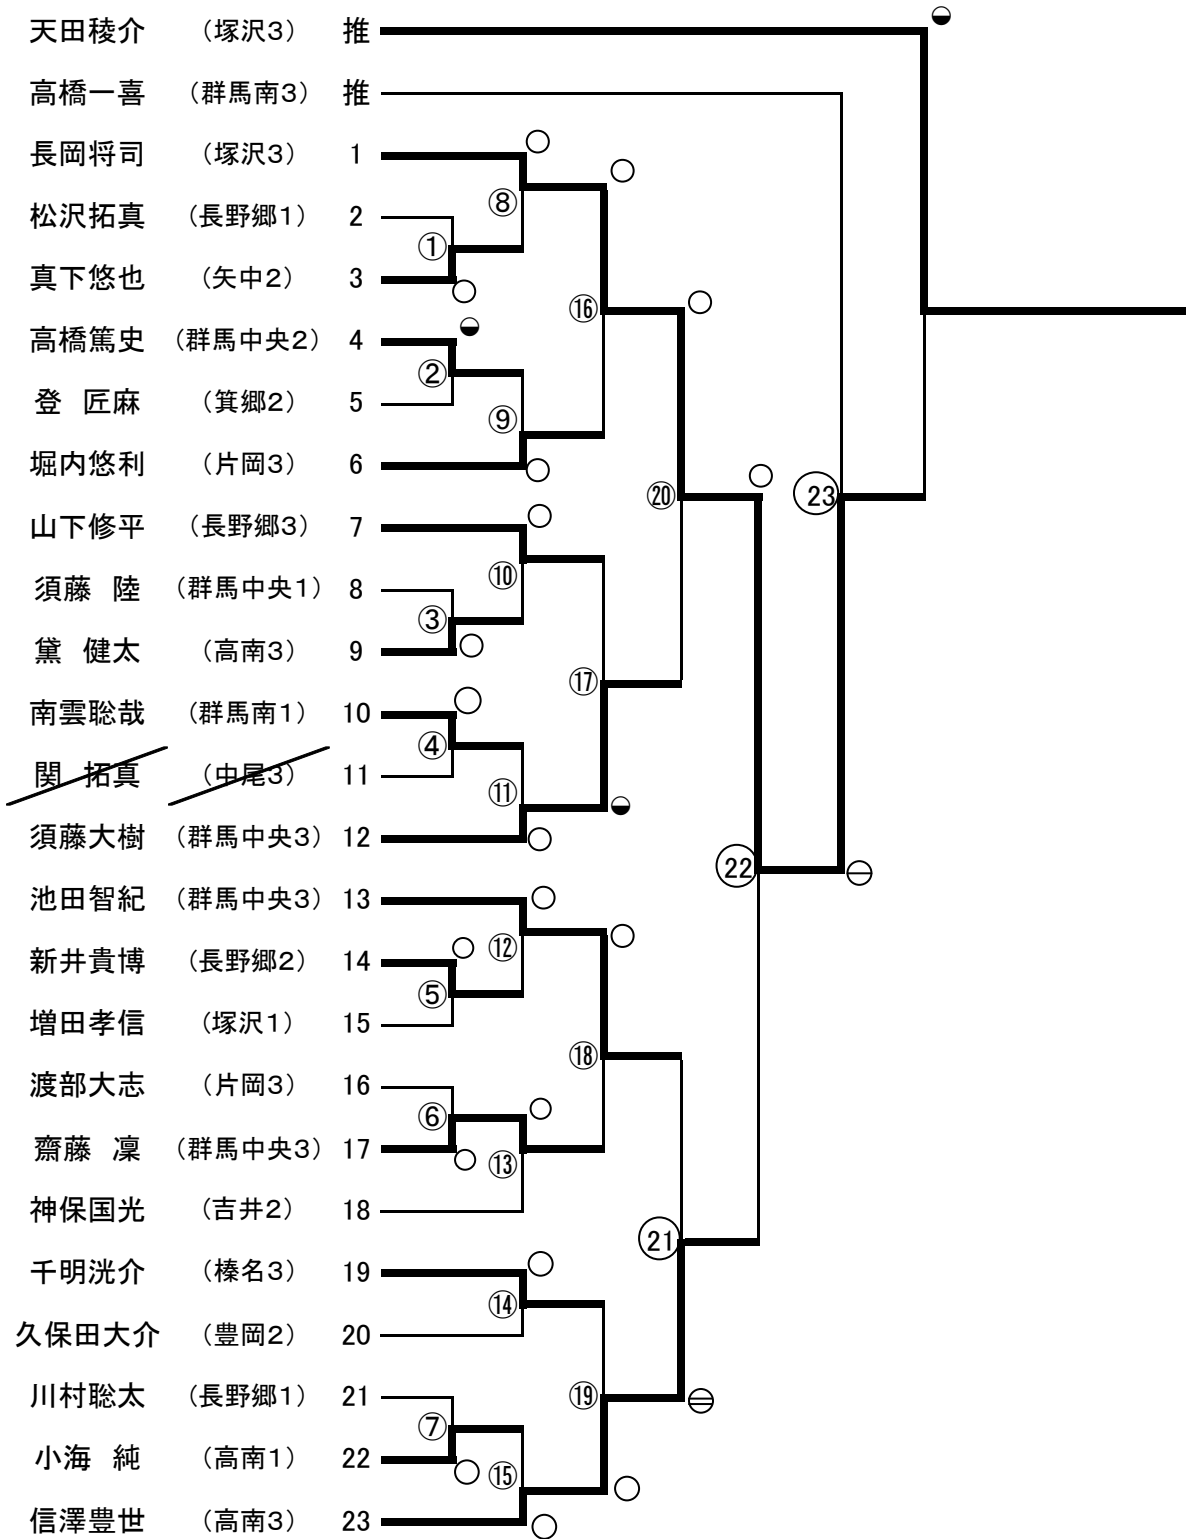 天田稜介 （塚沢3） 推
高橋一喜 （群馬南3） 推
長岡将司 （塚沢3） 1
⑧
松沢拓真 （長野郷1） 2
①
真下悠也 （矢中2） 3
⑯
高橋篤史 （群馬中央2） 4
②
登 匠麻 （箕郷2） 5
⑨
堀内悠利 （片岡3） 6
⑳ 23
山下修平 （長野郷3） 7
⑩
須藤 陸 （群馬中央1） 8
③
黛 健太 （高南3） 9
⑰
南雲聡哉 （群馬南1） 10
④
関 拓真 （中尾3） 11
⑪
須藤大樹 （群馬中央3） 12
22
池田智紀 （群馬中央3） 13
⑫
新井貴博 （長野郷2） 14
⑤
増田孝信 （塚沢1） 15
⑱
渡部大志 （片岡3） 16
⑥
齋藤 凜 （群馬中央3） 17
⑬
神保国光 （吉井2） 18
21
千明洸介 （榛名3） 19
⑭
久保田大介 （豊岡2） 20
川村聡太 （長野郷1） 21
⑲
⑦
小海 純 （高南1） 22
⑮
信澤豊世 （高南3） 23